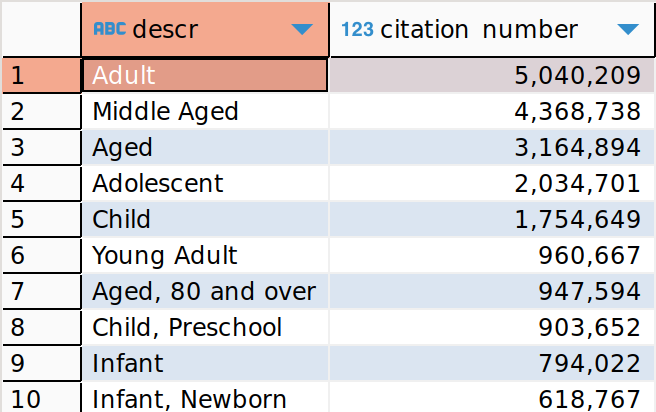 ABC descr 123 citation_number
1 Adult 5,040,209
2 Middle Aged 4,368,738
3 Aged 3,164,894
4 Adolescent 2,034,701
5 Child 1,754,649
6 Young Adult 960,667
7 Aged, 80 and over 947,594
8 Child, Preschool 903,652
9 Infant 794,022
10 Infant, Newborn 618,767